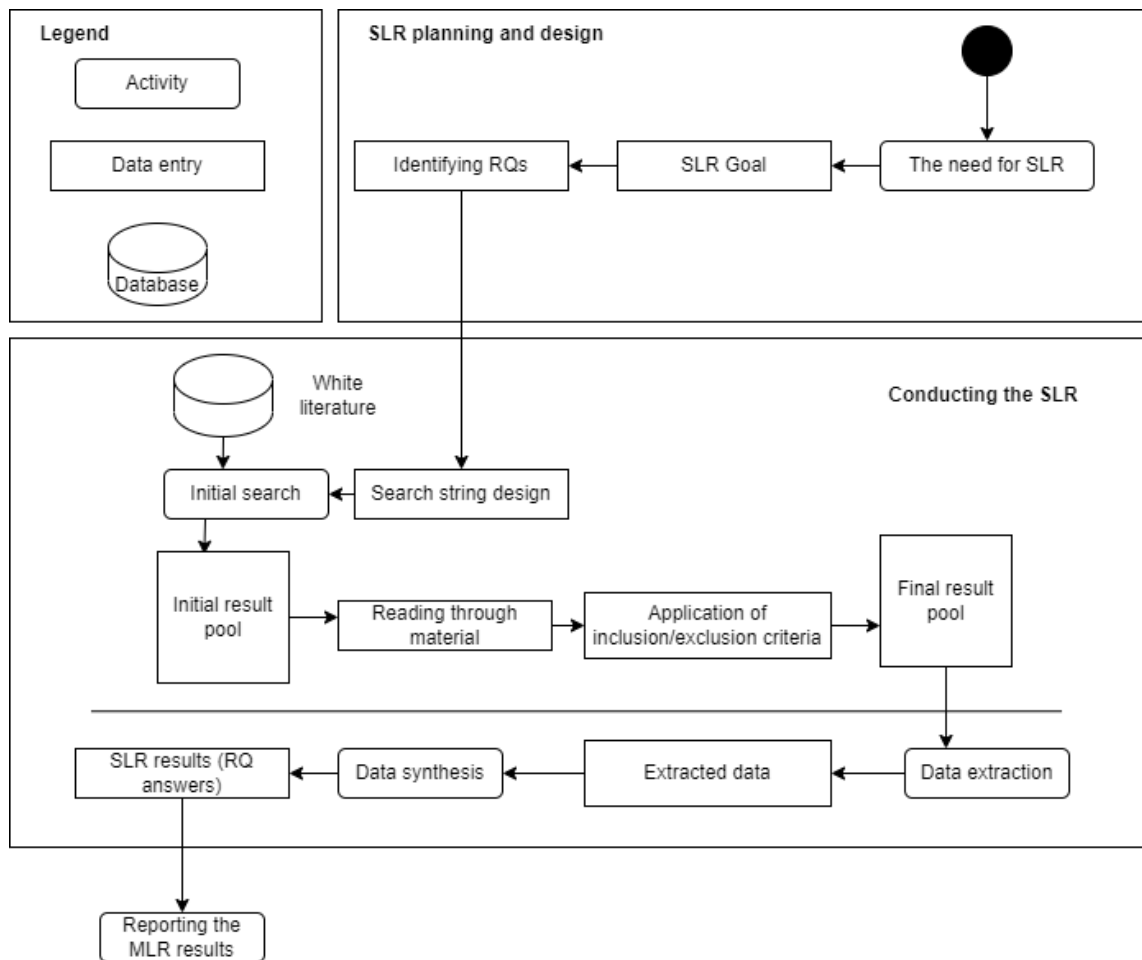 Legend
Activity
Data entry
Database
SLR planning and design
Identifying RQs
SLR Goal
The need for SLR
White
literature
Conducting the SLR
Initial search
Search string design
Initial result
pool
Reading through
material
Application of
inclusion/exclusion criteria
Final result
pool
SLR results (RQ
answers)
Data synthesis
Extracted data
Data extraction
Reporting the
MLR results